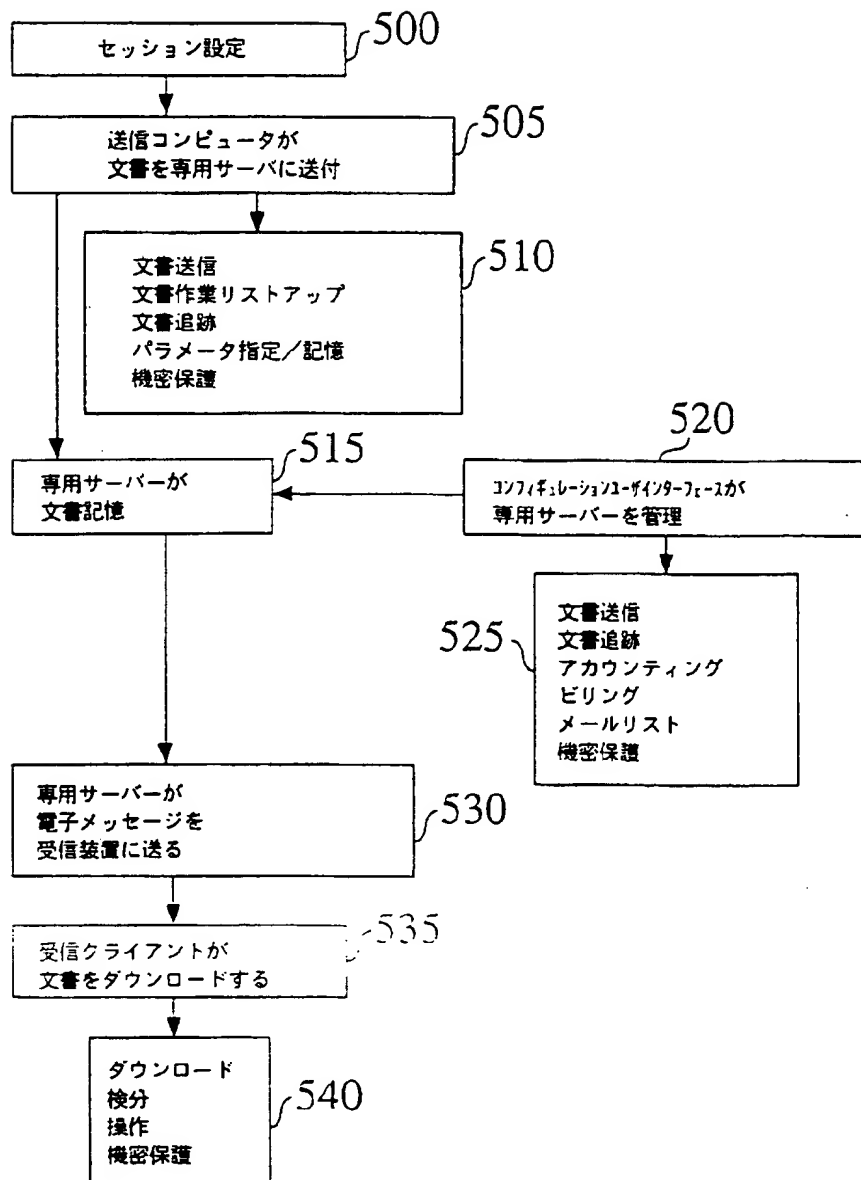 セッション設定
500
送信コンピュータが
文書を専用サーバに送付
505
文書送信
文書作業リストアップ
文書追跡
パラメータ指定/記憶
機密保護
510
専用サーバーが
文書記憶
515
520
コンフィギュレーションユーザインターフェースが
専用サーバーを管理
525
文書送信
文書追跡
アカウンティング
ビリング
メールリスト
機密保護
専用サーバーが
電子メッセージを
受信装置に送る
530
受信クライアントが
文書をダウンロードする
535
ダウンロード
検分
操作
機密保護
540